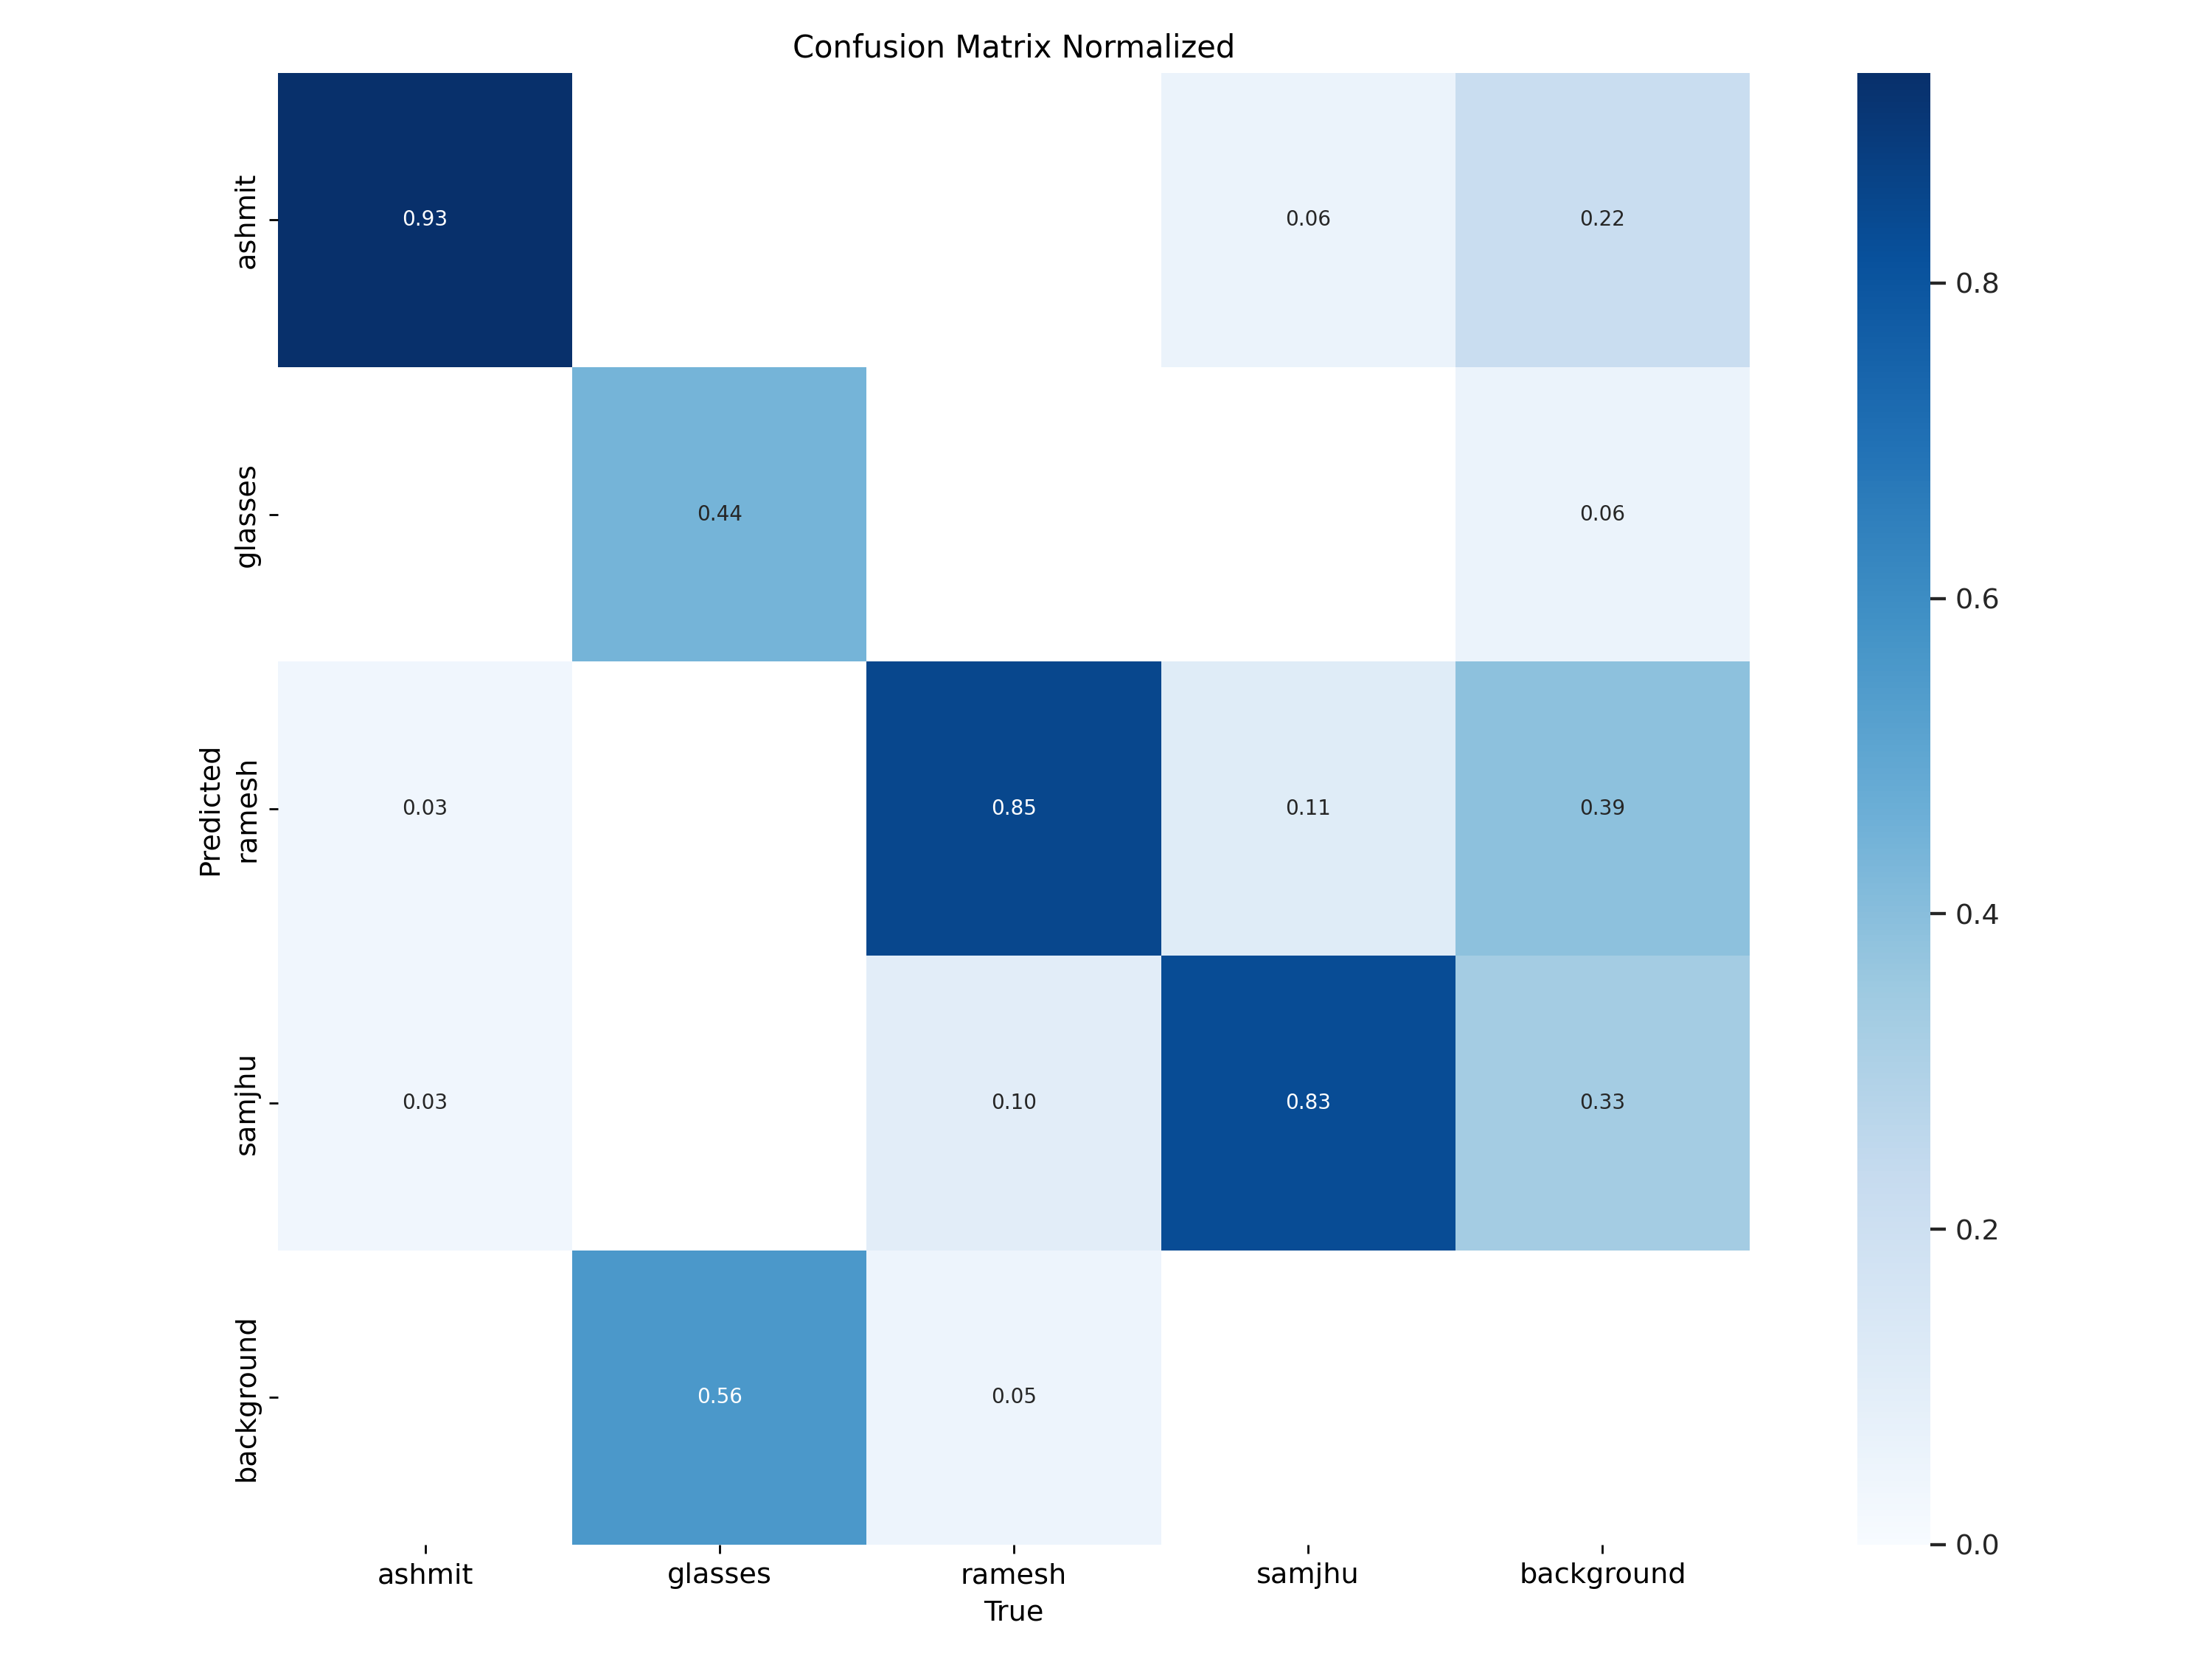 Confusion Matrix Normalized
ashmit
0.93
0.06
0.22
0.8
glasses
0.44
0.06
0.6
Predicted
ramesh
0.03
0.85
0.11
0.39
0.4
samjhu
0.03
0.10
0.83
0.33
0.2
background
0.56
0.05
0.0
ashmit glasses ramesh samjhu background
True